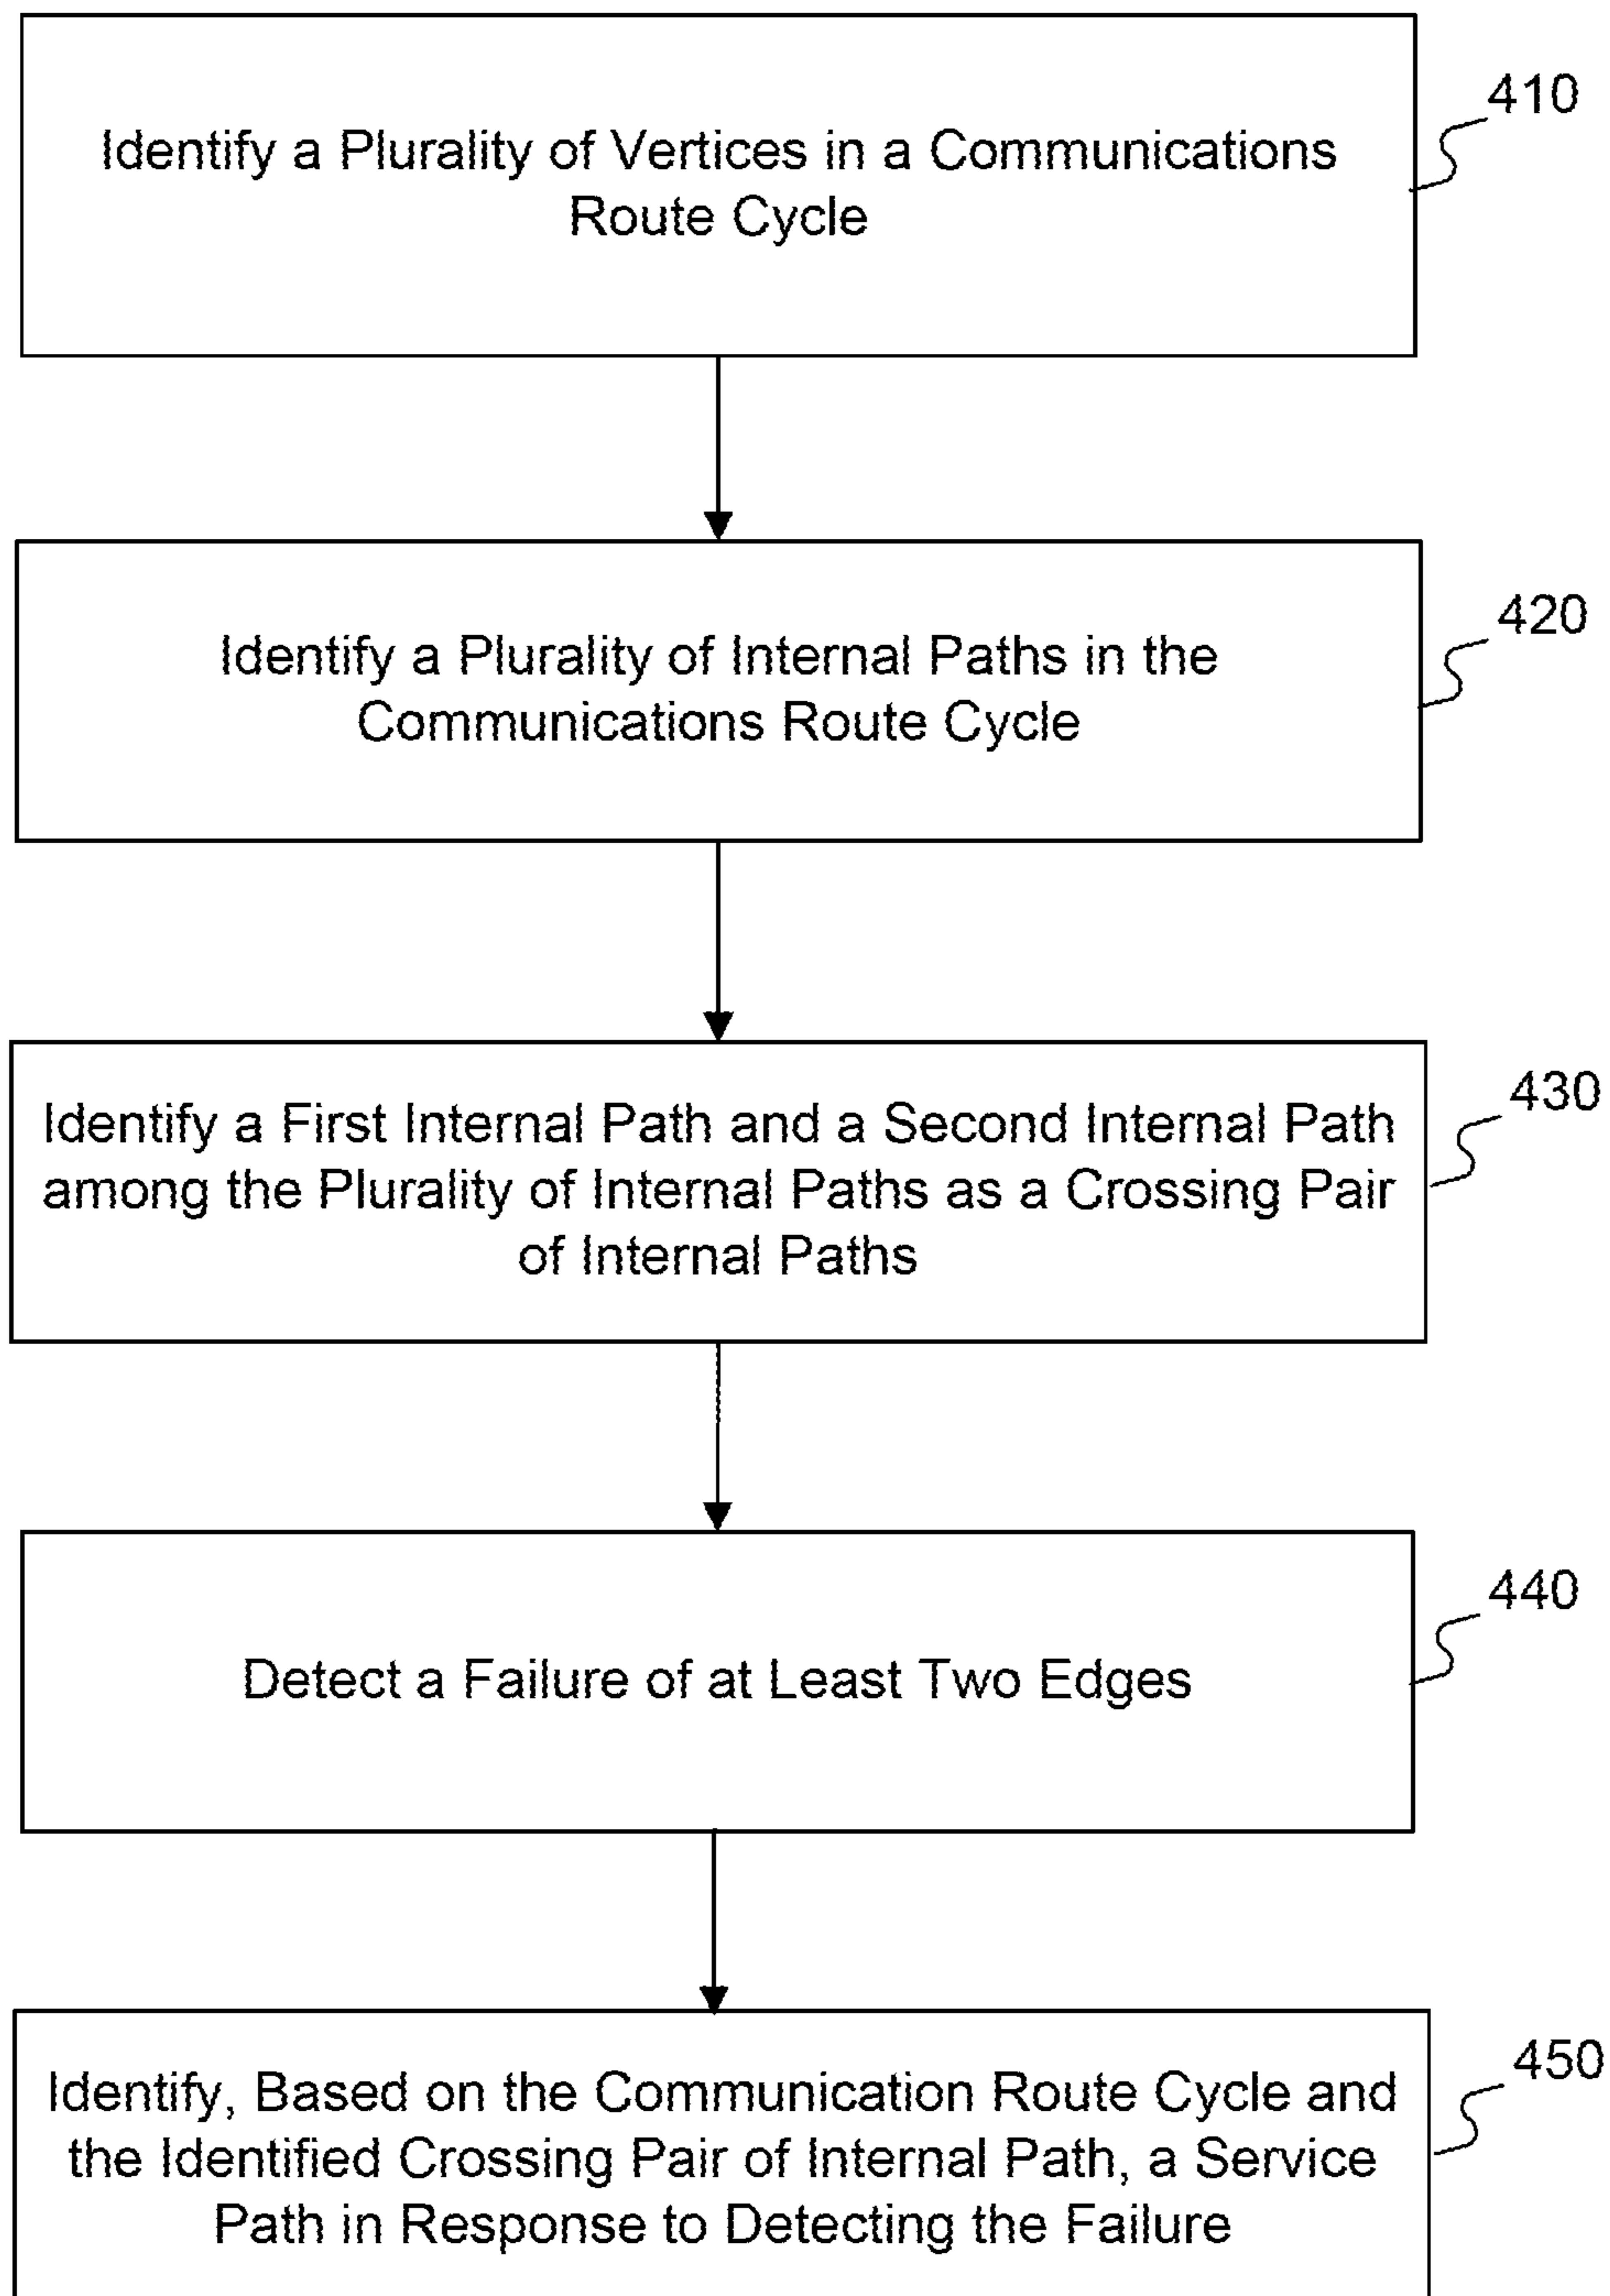 Identify a Plurality of Vertices in a Communications
Route Cycle
410
Identify a Plurality of Internal Paths in the
Communications Route Cycle
420
Identify a First Internal Path and a Second Internal Path
among the Plurality of Internal Paths as a Crossing Pair
of Internal Paths
430
Detect a Failure of at Least Two Edges
440
Identify, Based on the Communication Route Cycle and
the Identified Crossing Pair of Internal Path, a Service
Path in Response to Detecting the Failure
450